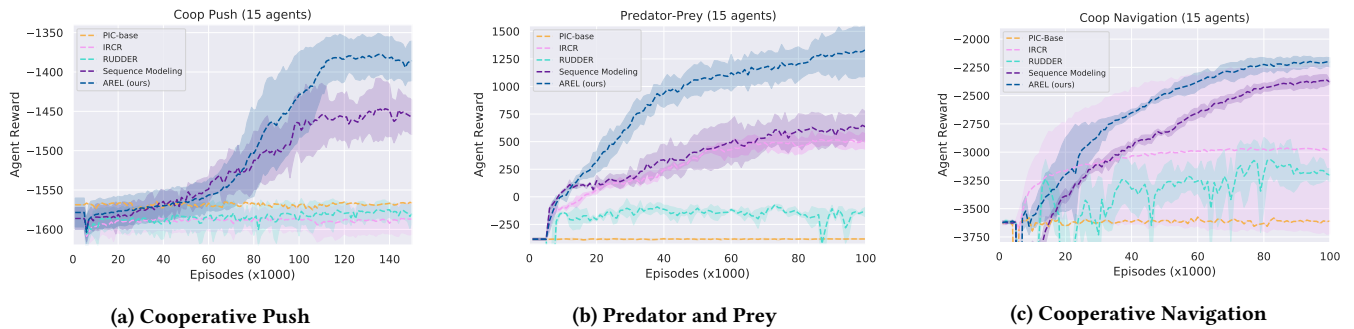 Coop Push (15 agents)
−1350
−1400
−1450
−1500
−1550
−1600
Agent Reward
PIC-base
IRCR
RUDDER
Sequence Modeling
AREL (ours)
0 20 40 60 80 100 120 140
Episodes (x1000)
(a) Cooperative Push
Predator-Prey (15 agents)
1500
1250
1000
750
500
250
0
−250
Agent Reward
PIC-base
IRCR
RUDDER
Sequence Modeling
AREL (ours)
0 20 40 60 80 100
Episodes (x1000)
(b) Predator and Prey
Coop Navigation (15 agents)
−2000
−2250
−2500
−2750
−3000
−3250
−3500
−3750
Agent Reward
PIC-Base
IRCR
RUDDER
Sequence Modeling
AREL (ours)
0 20 40 60 80 100
Episodes (x1000)
(c) Cooperative Navigation